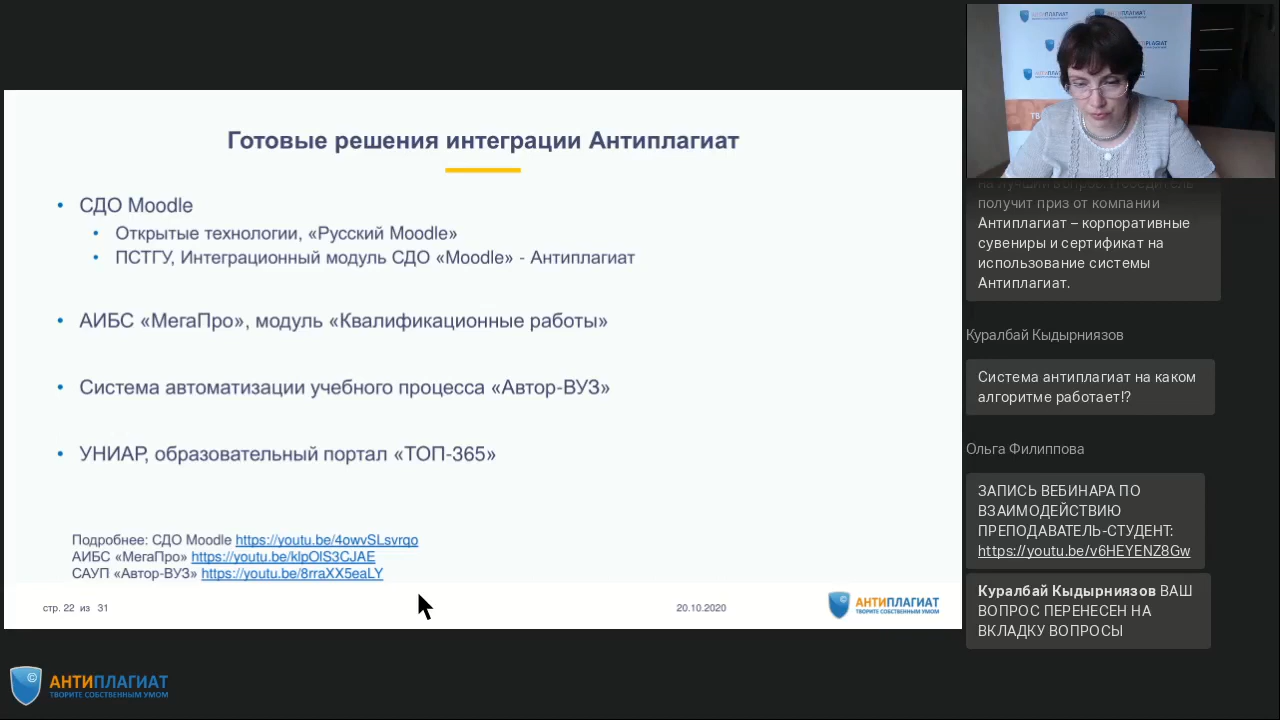 Готовые решения интеграции Антиплагиат
• СДО Moodle
• Открытые технологии, «Русский Moodle»
• ПСТГУ, Интеграционный модуль СДО «Moodle» - Антиплагиат
• АИБС «МегаПро», модуль «Квалификационные работы»
• Система автоматизации учебного процесса «Автор-ВУЗ»
• УНИАР, образовательный портал «ТОП-365»
Подробнее: СДО Moodle https://youtu.be/4owvSLsvrqo
АИБС «МегаПро» https://youtu.be/klpOlS3CJAE
САУП «Автор-ВУЗ» https://youtu.be/8rraXX5eaLY
стр. 22 из 31
20.10.2020
АНТИПЛАГИАТ
ТВОРИТЕ СОБСТВЕННЫМ УМОМ
АНТИПЛАГИАТ
ТВОРИТЕ СОБСТВЕННЫМ УМОМ
на лучший вопрос! Победитель
получит приз от компании
Антиплагиат – корпоративные
сувениры и сертификат на
использование системы
Антиплагиат.
Куралбай Кыдырниязов
Система антиплагиат на каком
алгоритме работает!?
Ольга Филиппова
ЗАПИСЬ ВЕБИНАРА ПО
ВЗАИМОДЕЙСТВИЮ
ПРЕПОДАВАТЕЛЬ-СТУДЕНТ:
https://youtu.be/v6HEYENZ8Gw
Куралбай Кыдырниязов ВАШ
ВОПРОС ПЕРЕНЕСЕН НА
ВКЛАДКУ ВОПРОСЫ